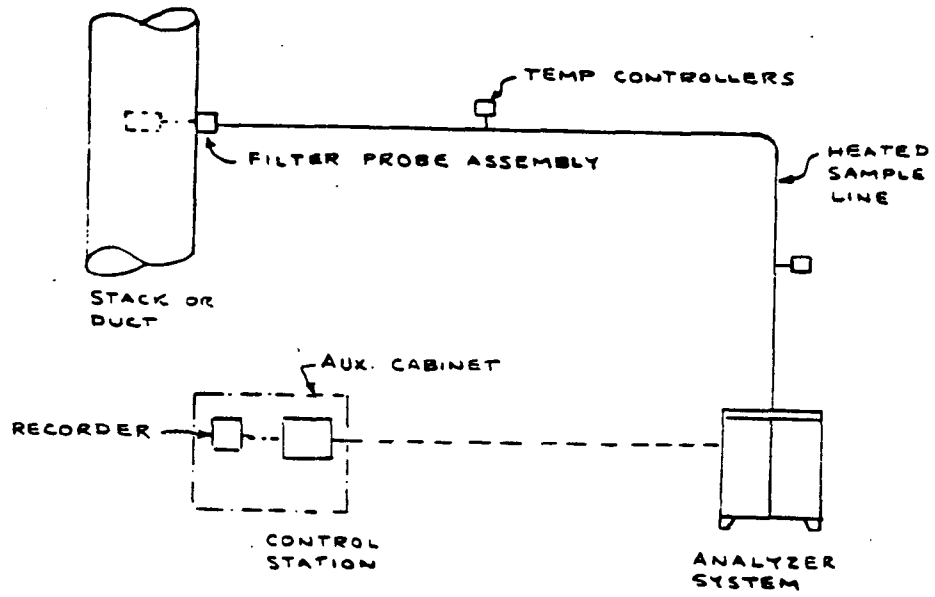 TEMP CONTROLLERS
FILTER PROBE ASSEMBLY
HEATED
SAMPLE
LINE
STACK OR
DUCT
AUX. CABINET
RECORDER
CONTROL
STATION
ANALYZER
SYSTEM